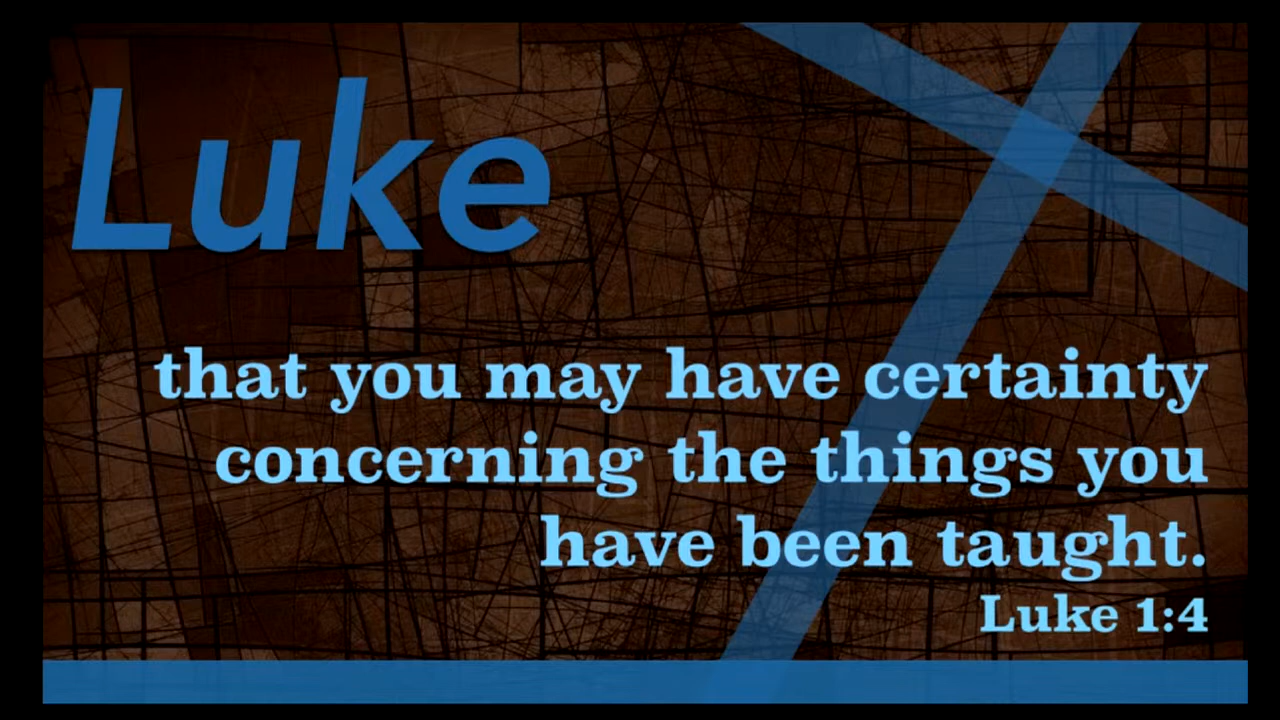 Luke
that you may have certainty
concerning the things you
have been taught.
Luke 1:4